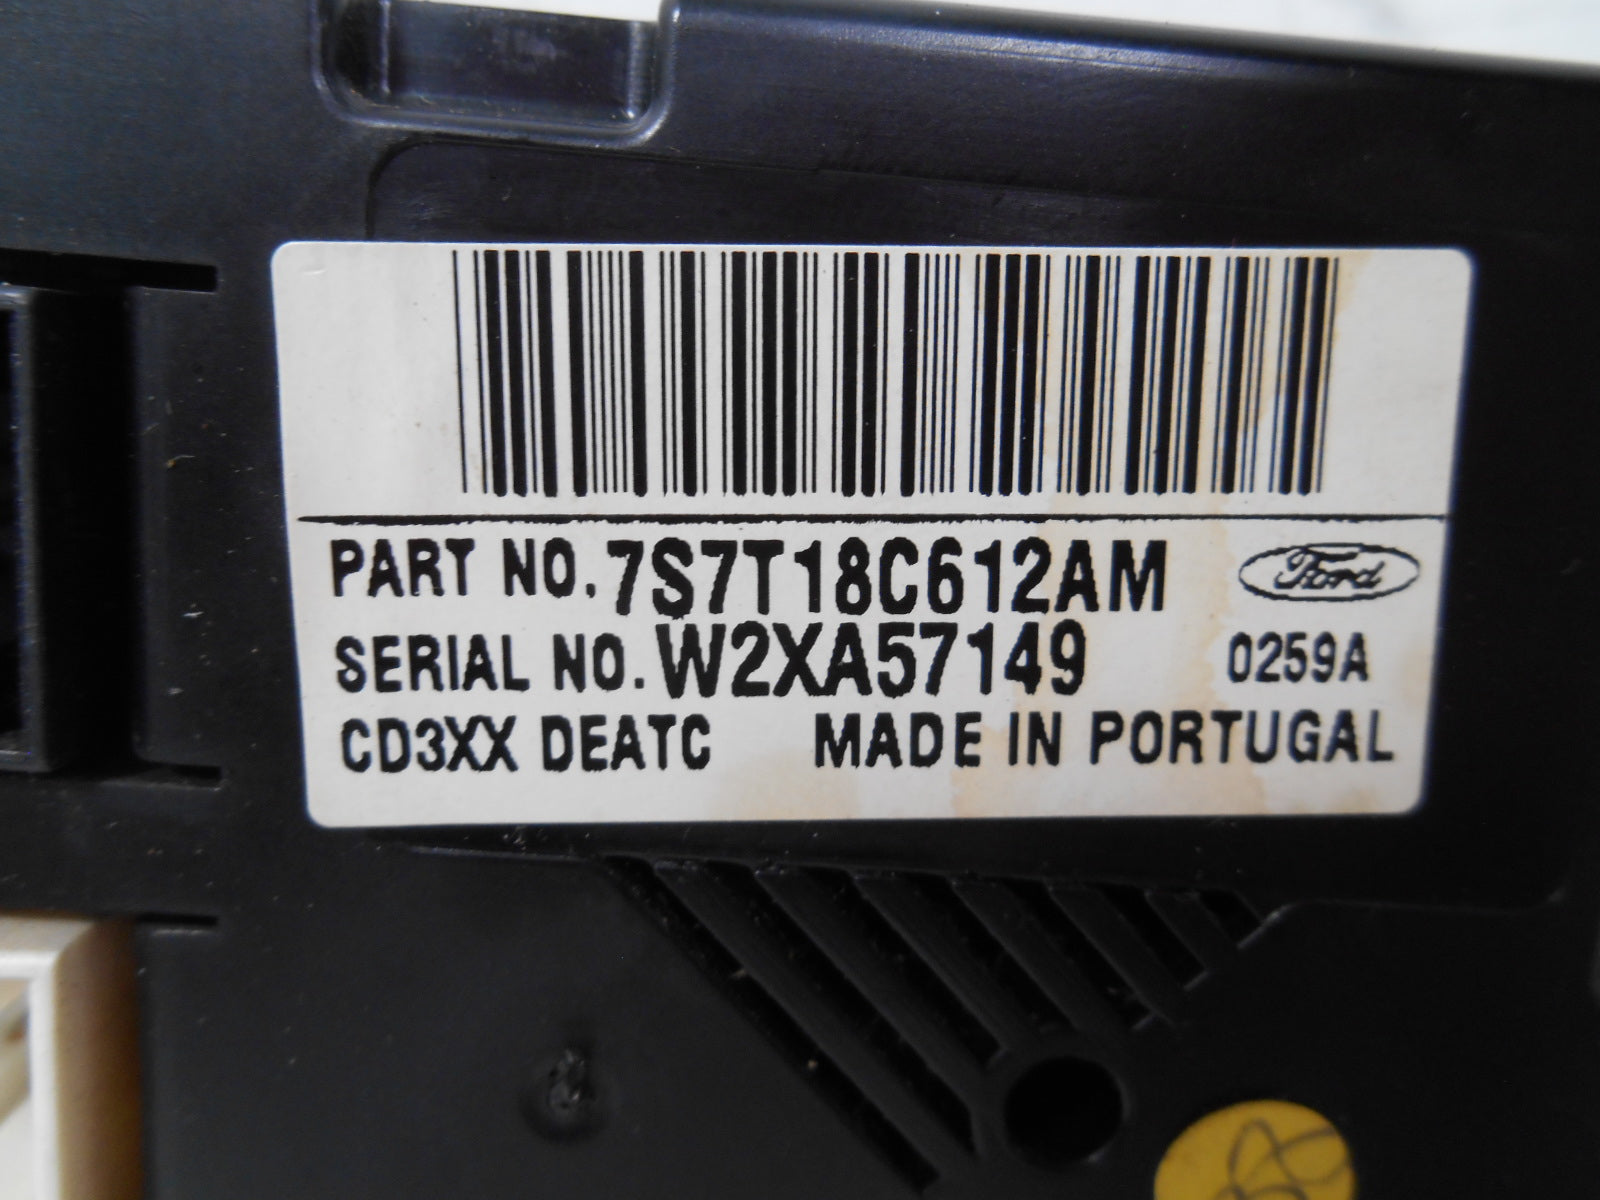 PART NO. 7S7T18C612AM Ford
SERIAL NO. W2XA57149 0259A
CD3XX DEATC MADE IN PORTUGAL